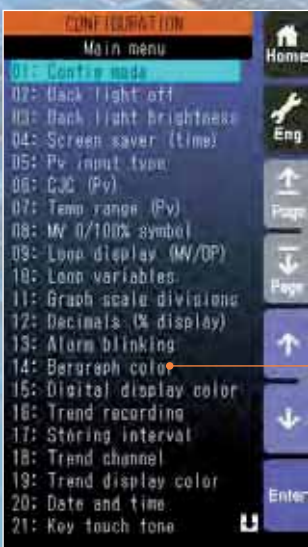 CONFIGURATION
Main menu
01: Config mode
02: Back light off
03: Back light brightness
04: Screen saver (time)
05: Pv input type
06: CJC (Pv)
07: Temp range (Pv)
08: MV 0/100% symbol
09: Loop display (MV/OP)
10: Loop variables
11: Graph scale divisions
12: Decimals (% display)
13: Alarm blinking
14: Bargraph color
15: Digital display color
16: Trend recording
17: Storing interval
18: Trend channel
19: Trend display color
20: Date and time
21: Key touch tone
Home
Eng
Page
Page
Enter